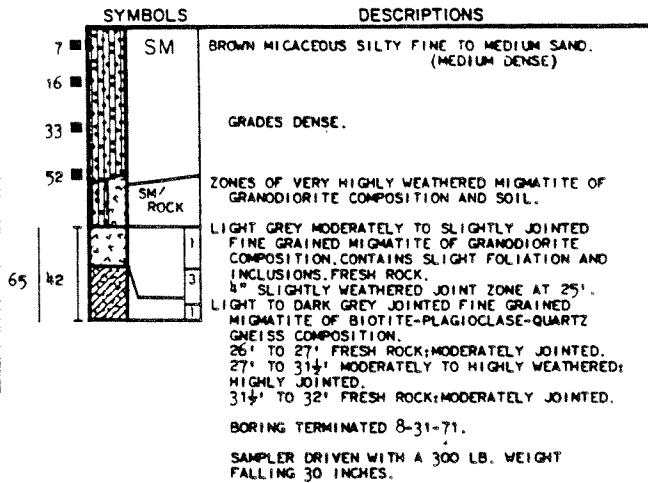 SYMBOLS DESCRIPTIONS
7 SM BROWN MICACEOUS SILTY FINE TO MEDIUM SAND.
(MEDIUM DENSE)
16
33 GRADES DENSE.
52 ZONES OF VERY HIGHLY WEATHERED MIGMATITE OF
SM/ GRANODIORITE COMPOSITION AND SOIL.
ROCK
LIGHT GREY MODERATELY TO SLIGHTLY JOINTED
1 FINE GRAINED MIGMATITE OF GRANODIORITE
COMPOSITION.CONTAINS SLIGHT FOLIATION AND
65 42 3 INCLUSIONS.FRESH ROCK.
4" SLIGHTLY WEATHERED JOINT ZONE AT 25'.
1 LIGHT TO DARK GREY JOINTED FINE GRAINED
MIGMATITE OF BIOTITE-PLAGIOCLASE-QUARTZ
GNEISS COMPOSITION.
26' TO 27' FRESH ROCK;MODERATELY JOINTED.
27' TO 31½' MODERATELY TO HIGHLY WEATHERED;
HIGHLY JOINTED.
31½' TO 32' FRESH ROCK;MODERATELY JOINTED.
BORING TERMINATED 8-31-71.
SAMPLER DRIVEN WITH A 300 LB. WEIGHT
FALLING 30 INCHES.